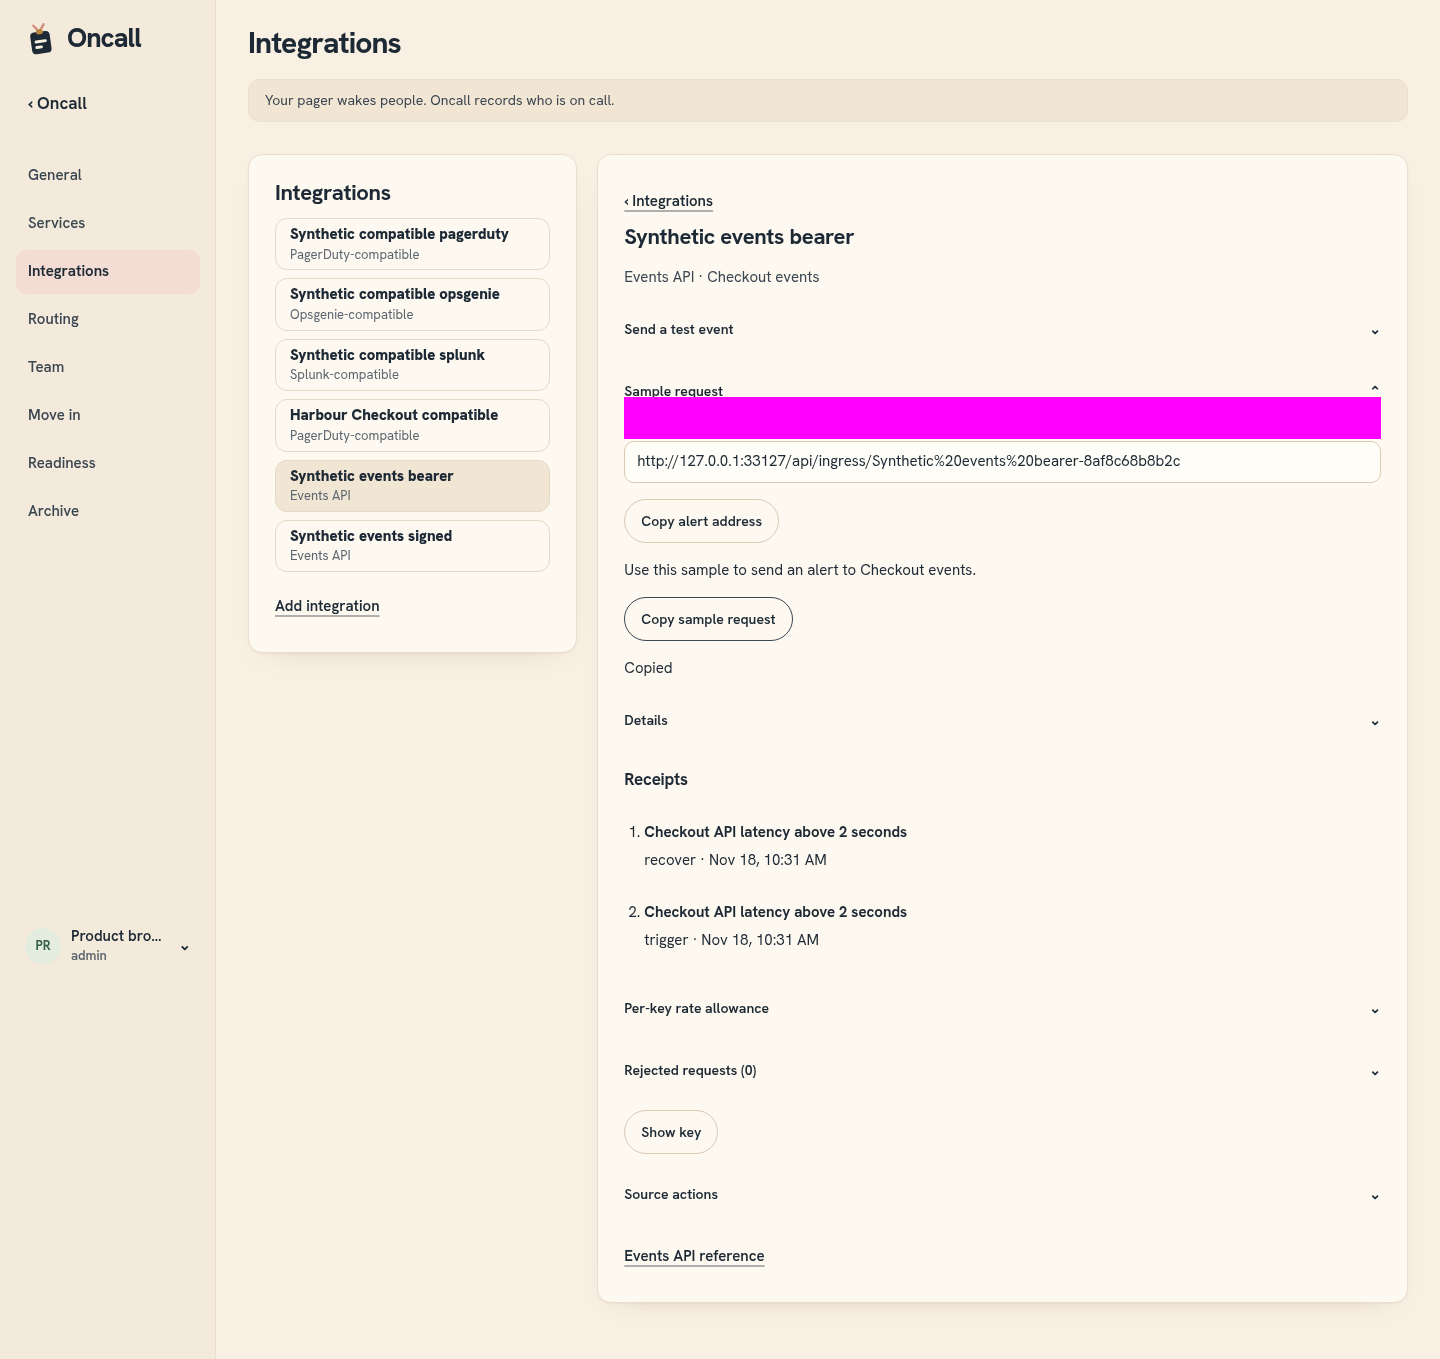 Oncall
‹ Oncall
General
Services
Integrations
Routing
Team
Move in
Readiness
Archive
PR
Product bro...
admin
Integrations
Your pager wakes people. Oncall records who is on call.
Integrations
Synthetic compatible pagerduty
PagerDuty-compatible
Synthetic compatible opsgenie
Opsgenie-compatible
Synthetic compatible splunk
Splunk-compatible
Harbour Checkout compatible
PagerDuty-compatible
Synthetic events bearer
Events API
Synthetic events signed
Events API
Add integration
‹ Integrations
Synthetic events bearer
Events API · Checkout events
Send a test event
Sample request
http://127.0.0.1:33127/api/ingress/Synthetic%20events%20bearer-8af8c68b8b2c
Copy alert address
Use this sample to send an alert to Checkout events.
Copy sample request
Copied
Details
Receipts
1. Checkout API latency above 2 seconds
recover · Nov 18, 10:31 AM
2. Checkout API latency above 2 seconds
trigger · Nov 18, 10:31 AM
Per-key rate allowance
Rejected requests (0)
Show key
Source actions
Events API reference